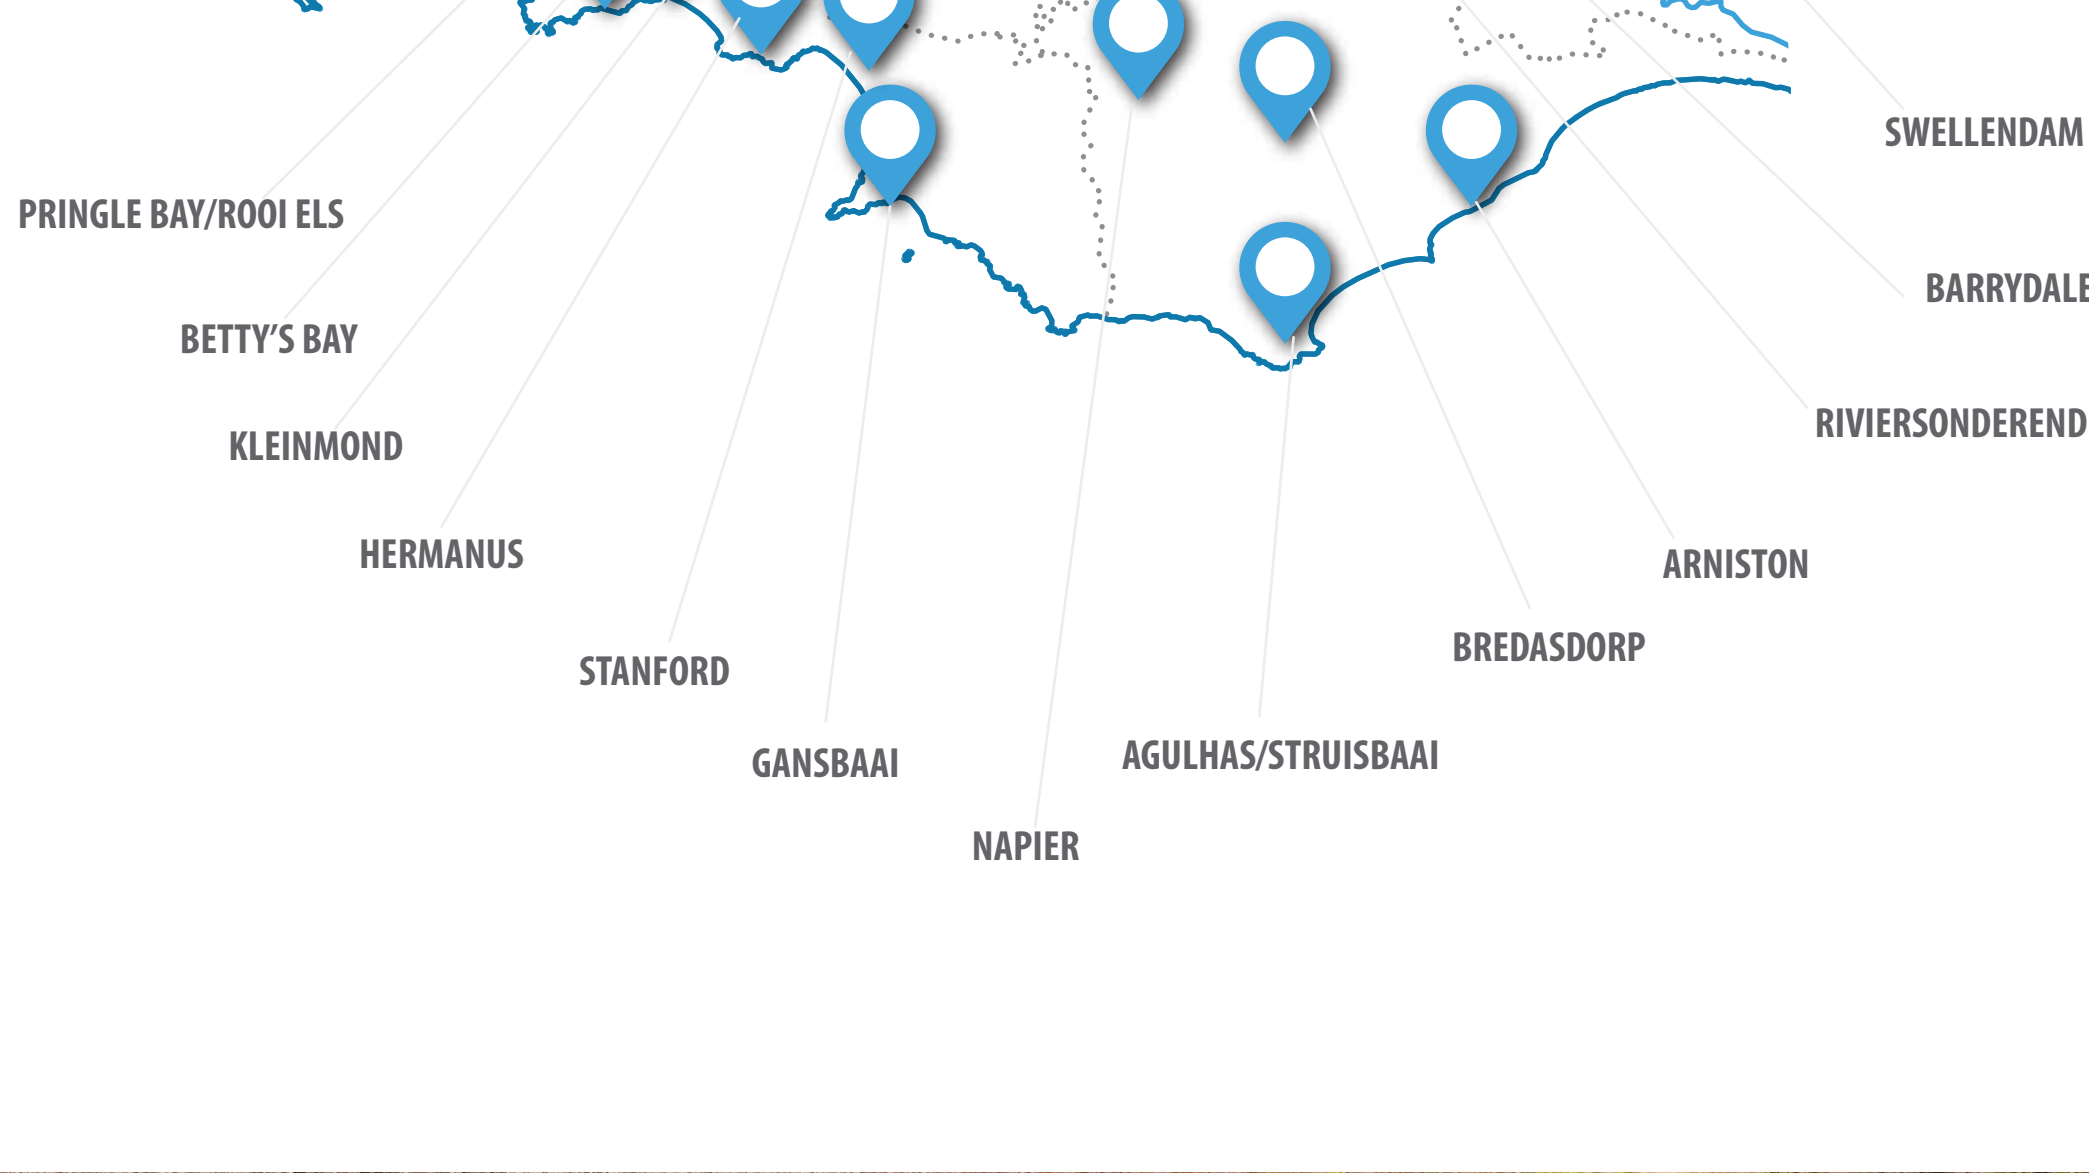 SWELLENDAM
PRINGLE BAY/ROOI ELS
BARRYDALE
BETTY’S BAY
RIVIERSONDEREND
KLEINMOND
HERMANUS
ARNISTON
BREDASDORP
STANFORD
AGULHAS/STRUISBAAI
GANSBAAI
NAPIER